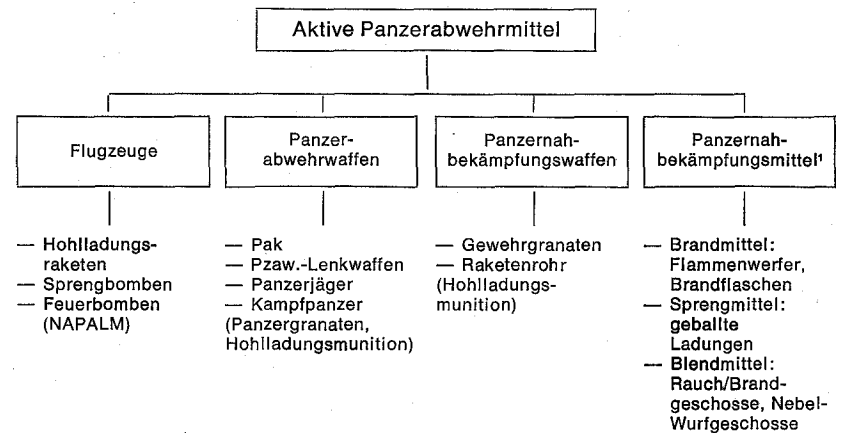 Aktive Panzerabwehrmittel
Flugzeuge
Panzer-
abwehrwaffen
Panzernah-
bekämpfungswaffen
Panzernah-
bekämpfungsmittel¹
— Hohlladungs-
raketen
— Sprengbomben
— Feuerbomben
(NAPALM)
— Pak
— Pzaw.-Lenkwaffen
— Panzerjäger
— Kampfpanzer
(Panzergranaten,
Hohlladungsmunition)
— Gewehrgranaten
— Raketenrohr
(Hohlladungs-
munition)
— Brandmittel:
Flammenwerfer,
Brandflaschen
— Sprengmittel:
geballte
Ladungen
— Blendmittel:
Rauch/Brand-
geschosse, Nebel-
Wurfgeschosse